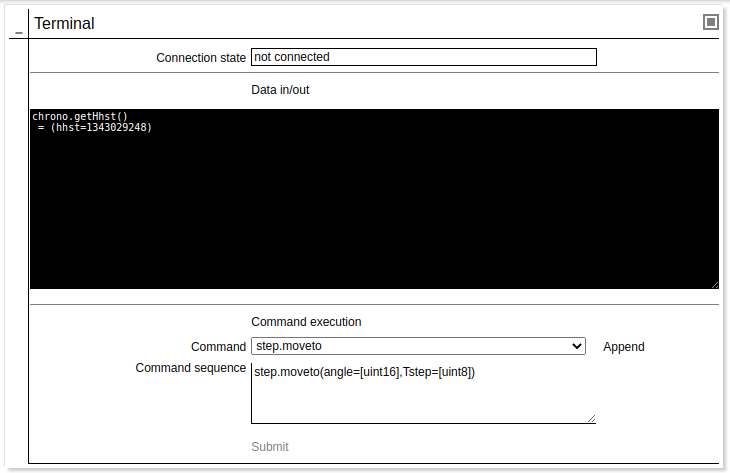 Terminal
Connection state not connected
Data in/out
chrono.getHhst()
= (hhst=1343029248)
Command execution
Command step.moveto Append
Command sequence step.moveto(angle=[uint16],Tstep=[uint8])
Submit